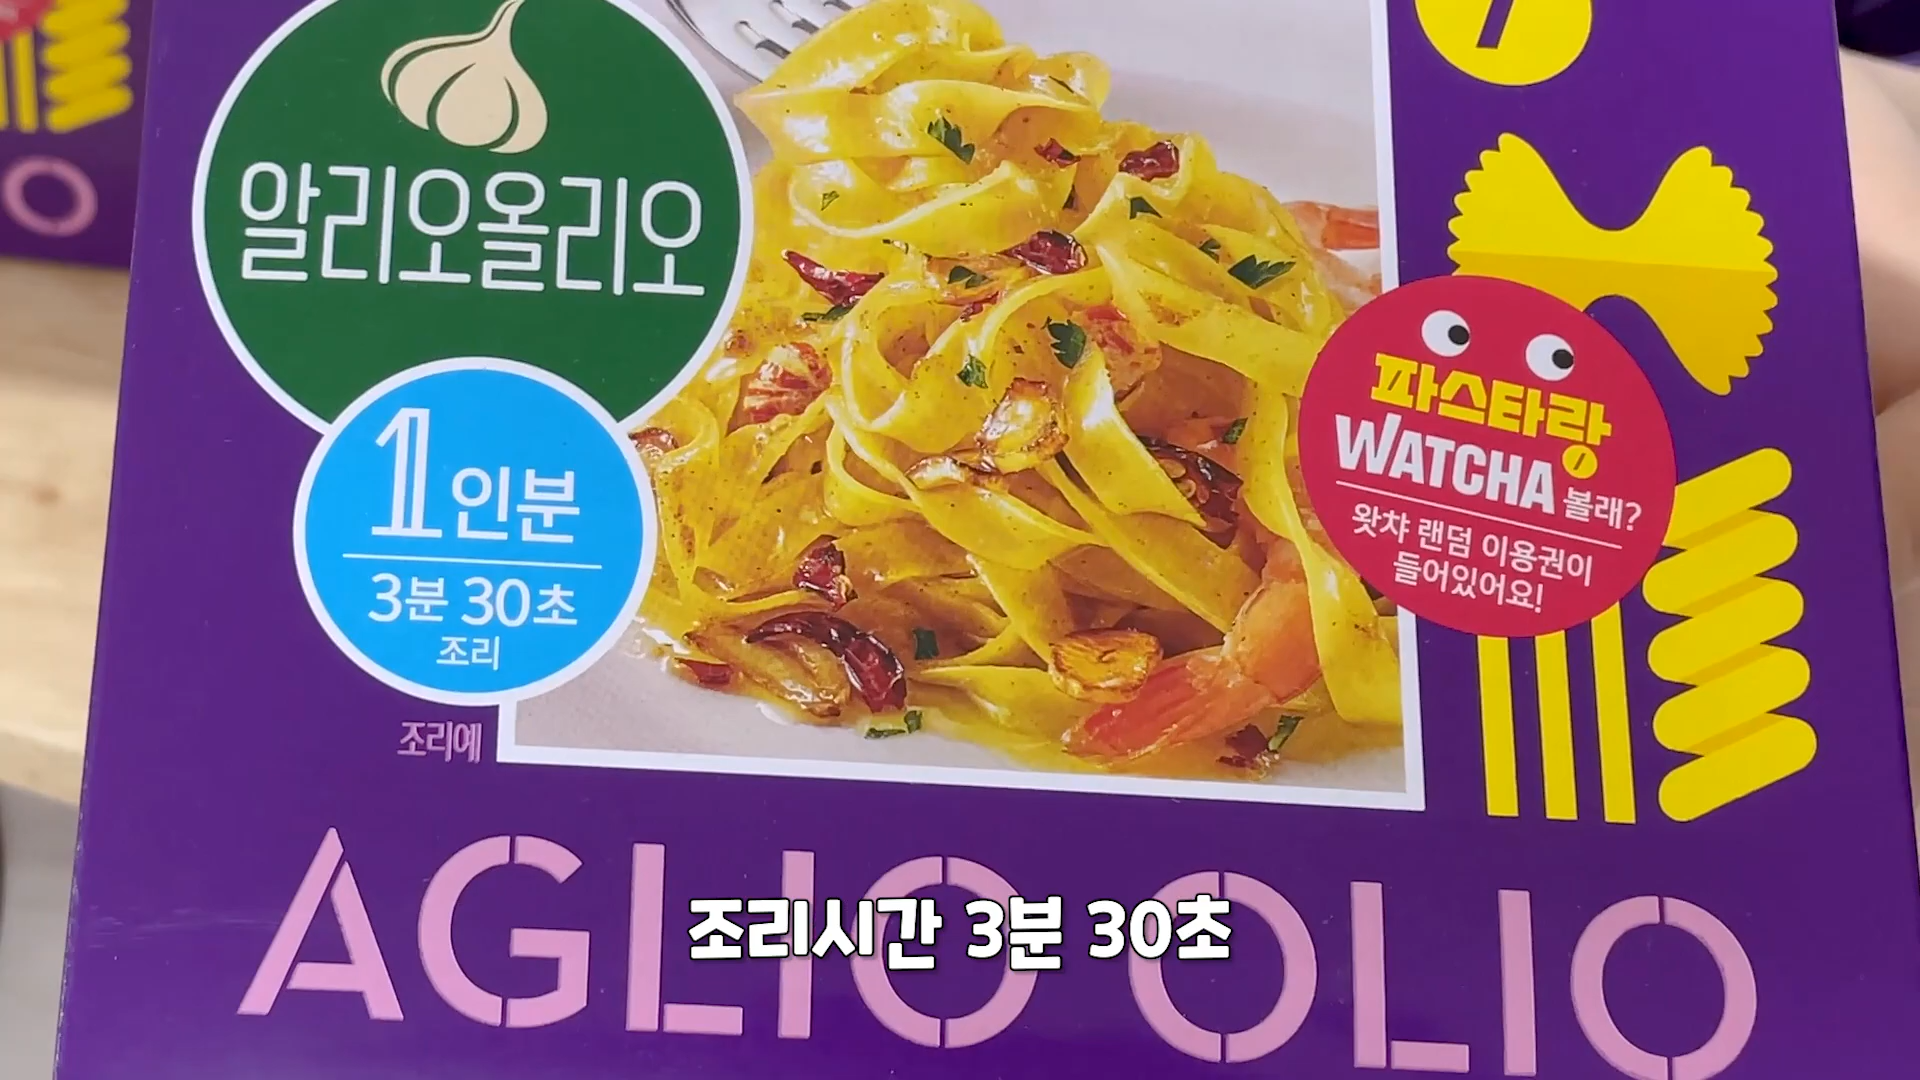 알리오올리오
1인분
3분 30초
조리
조리예
파스타랑
WATCHA 볼래?
왓챠 랜덤 이용권이
들어있어요!
AGLIO OLIO
조리시간 3분 30초